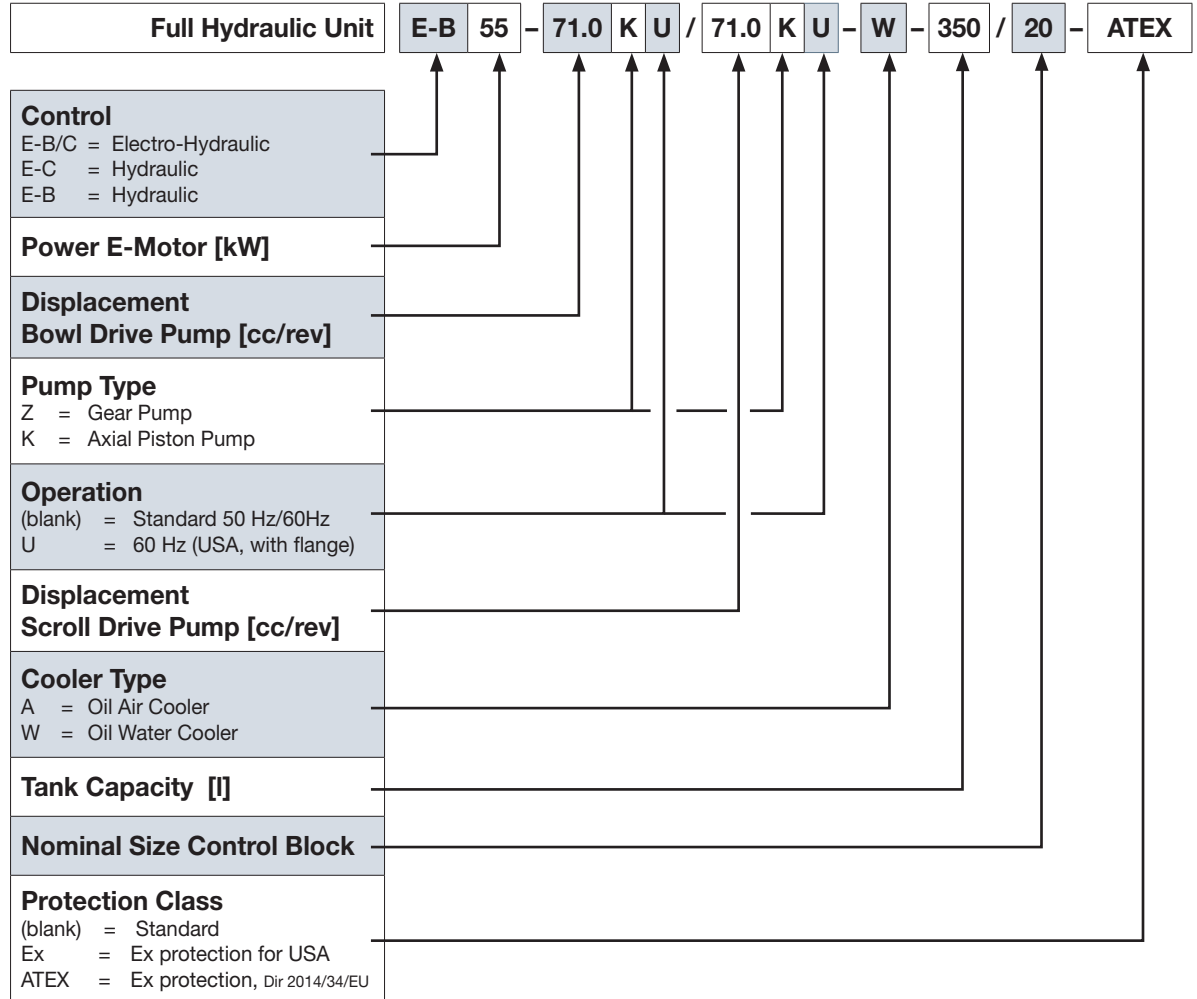 Full Hydraulic Unit E-B 55 – 71.0 K U / 71.0 K U – W – 350 / 20 – ATEX
Control
E-B/C = Electro-Hydraulic
E-C = Hydraulic
E-B = Hydraulic
Power E-Motor [kW]
Displacement
Bowl Drive Pump [cc/rev]
Pump Type
Z = Gear Pump
K = Axial Piston Pump
Operation
(blank) = Standard 50 Hz/60Hz
U = 60 Hz (USA, with flange)
Displacement
Scroll Drive Pump [cc/rev]
Cooler Type
A = Oil Air Cooler
W = Oil Water Cooler
Tank Capacity [l]
Nominal Size Control Block
Protection Class
(blank) = Standard
Ex = Ex protection for USA
ATEX = Ex protection, Dir 2014/34/EU